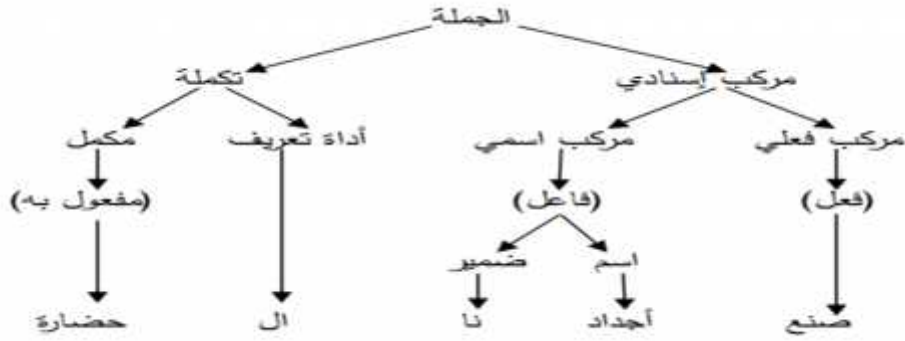 الجملة
مركب إسنادي تكملة
مركب فعلي مركب اسمي أداة تعريف مكمل
(فعل) (فاعل) (مفعول به)
اسم ضمير
صنع أجداد نا ال حضارة